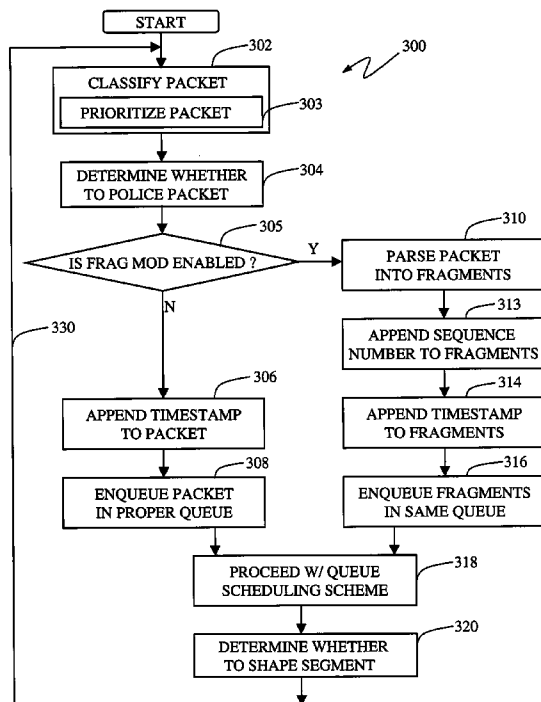 START
302
300
CLASSIFY PACKET
PRIORITIZE PACKET
303
DETERMINE WHETHER
TO POLICE PACKET
304
305
IS FRAG MOD ENABLED ?
Y
N
310
PARSE PACKET
INTO FRAGMENTS
313
APPEND SEQUENCE
NUMBER TO FRAGMENTS
330
306
APPEND TIMESTAMP
TO PACKET
314
APPEND TIMESTAMP
TO FRAGMENTS
308
ENQUEUE PACKET
IN PROPER QUEUE
316
ENQUEUE FRAGMENTS
IN SAME QUEUE
PROCEED W/ QUEUE
SCHEDULING SCHEME
318
DETERMINE WHETHER
TO SHAPE SEGMENT
320